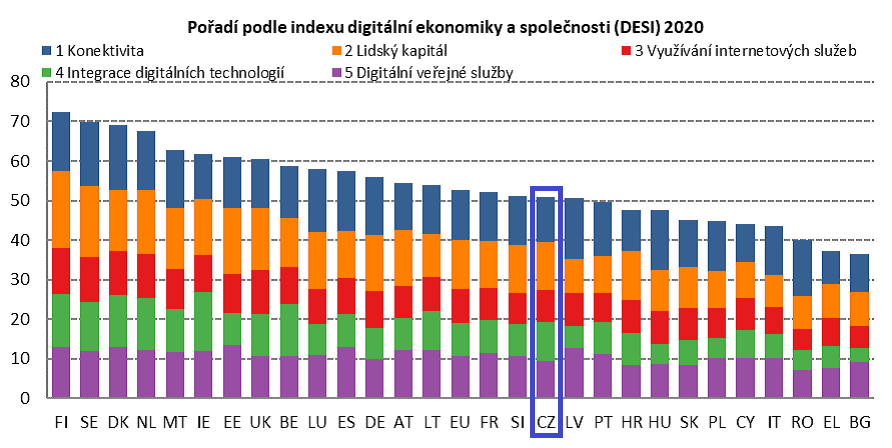 Pořadí podle indexu digitální ekonomiky a společnosti (DESI) 2020
1 Konektivita 2 Lidský kapitál 3 Využívání internetových služeb
4 Integrace digitálních technologií 5 Digitální veřejné služby
80
70
60
50
40
30
20
10
0
FI SE DK NL MT IE EE UK BE LU ES DE AT LT EU FR SI CZ LV PT HR HU SK PL CY IT RO EL BG